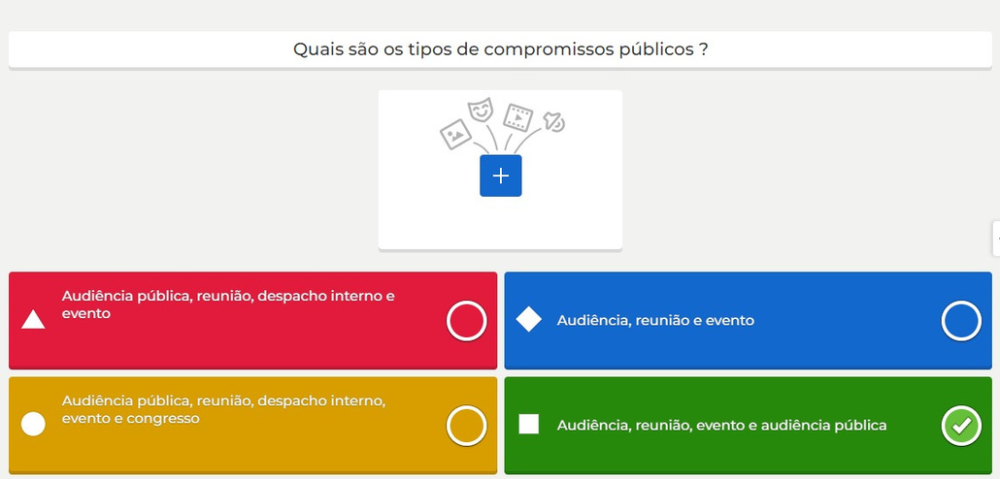 Quais são os tipos de compromissos públicos ?
Audiência pública, reunião, despacho interno e
evento
Audiência, reunião e evento
Audiência pública, reunião, despacho interno,
evento e congresso
Audiência, reunião, evento e audiência pública